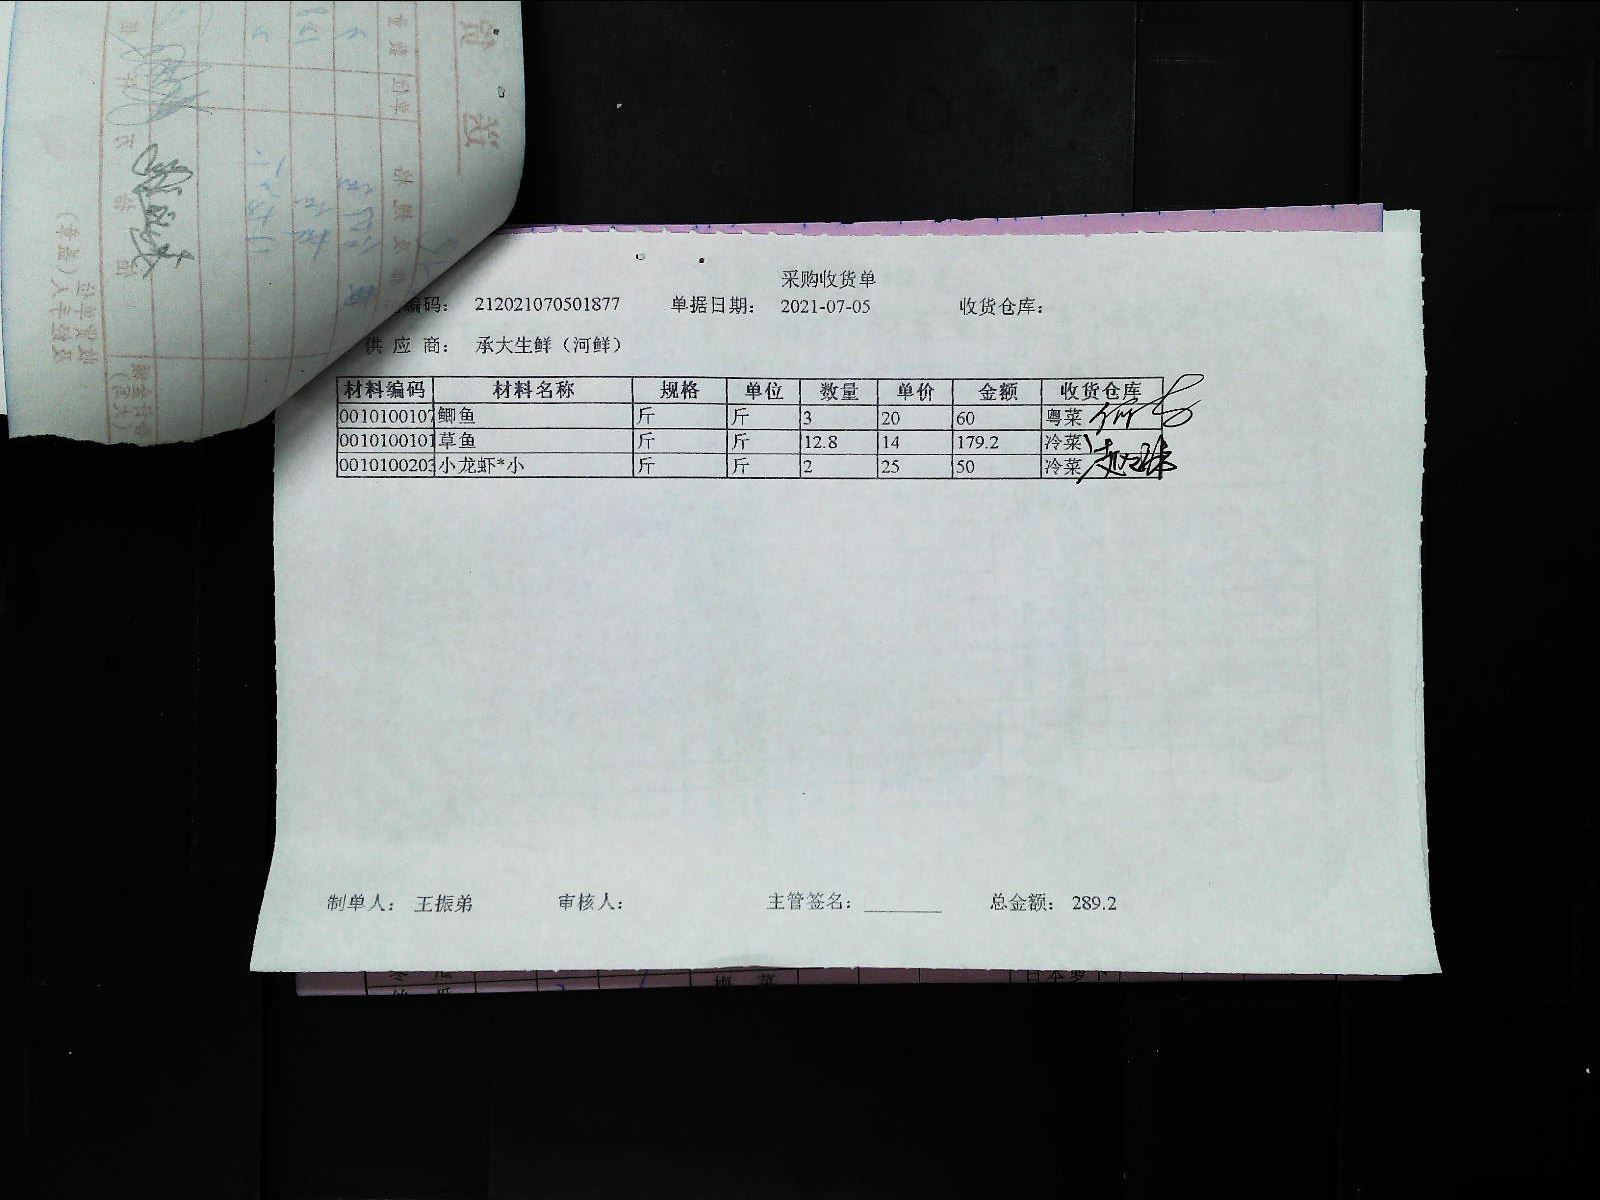 采购收货单
编码： 212021070501877 单据日期： 2021-07-05 收货仓库：
供 应 商： 承大生鲜（河鲜）
材料编码 材料名称 规格 单位 数量 单价 金额 收货仓库
0010100107 鲫鱼 斤 斤 3 20 60 粤菜
0010100101 草鱼 斤 斤 12.8 14 179.2 冷菜
0010100203 小龙虾*小 斤 斤 2 25 50 冷菜
制单人： 王振弟 审核人： 主管签名： 总金额： 289.2
日本萝卜